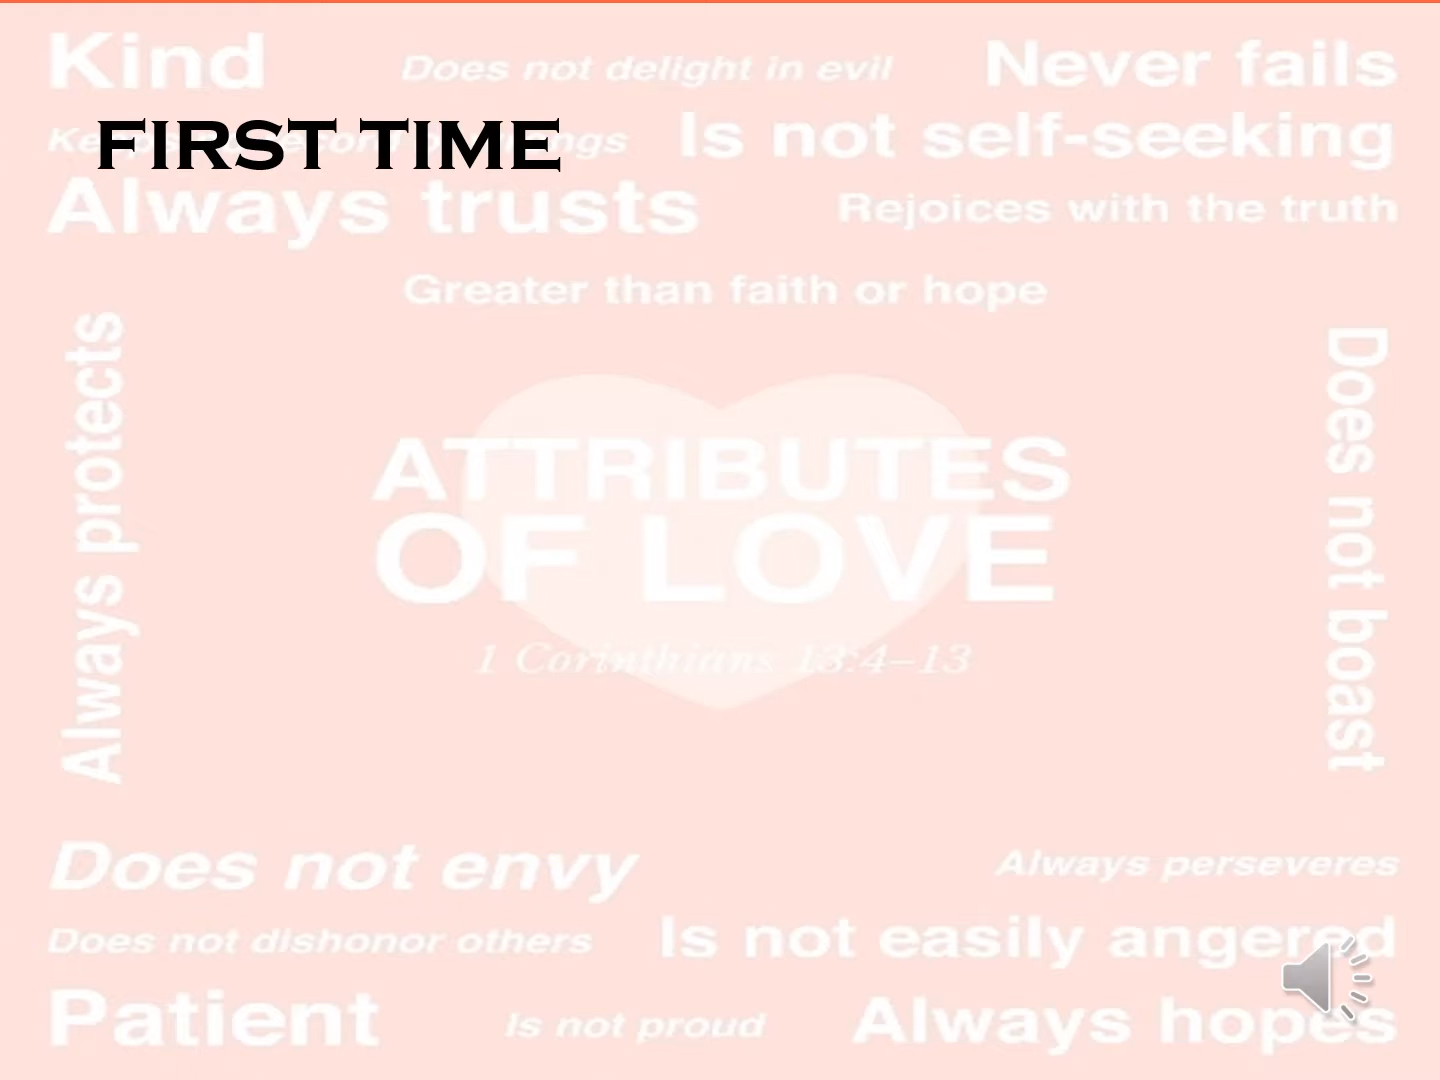 Kind
Does not delight in evil
Never fails
FIRST TIME
Is not self-seeking
Always trusts
Rejoices with the truth
Greater than faith or hope
Always protects
Does not boast
ATTRIBUTES
OF LOVE
1 Corinthians 13:4–13
Does not envy
Always perseveres
Does not dishonor others
Is not easily angered
Patient
Is not proud
Always hopes